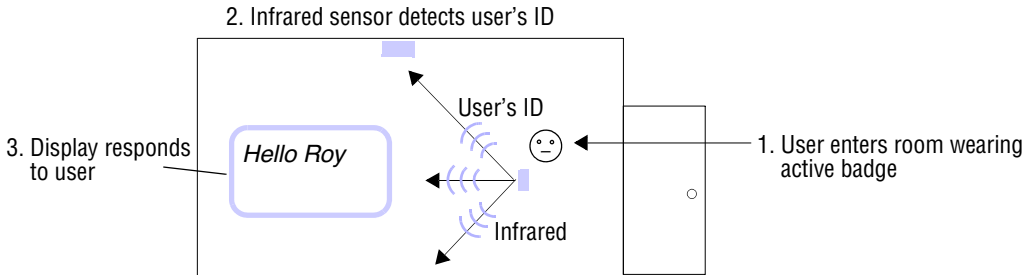 2. Infrared sensor detects user's ID
User's ID
3. Display responds
to user
Hello Roy
1. User enters room wearing
active badge
Infrared